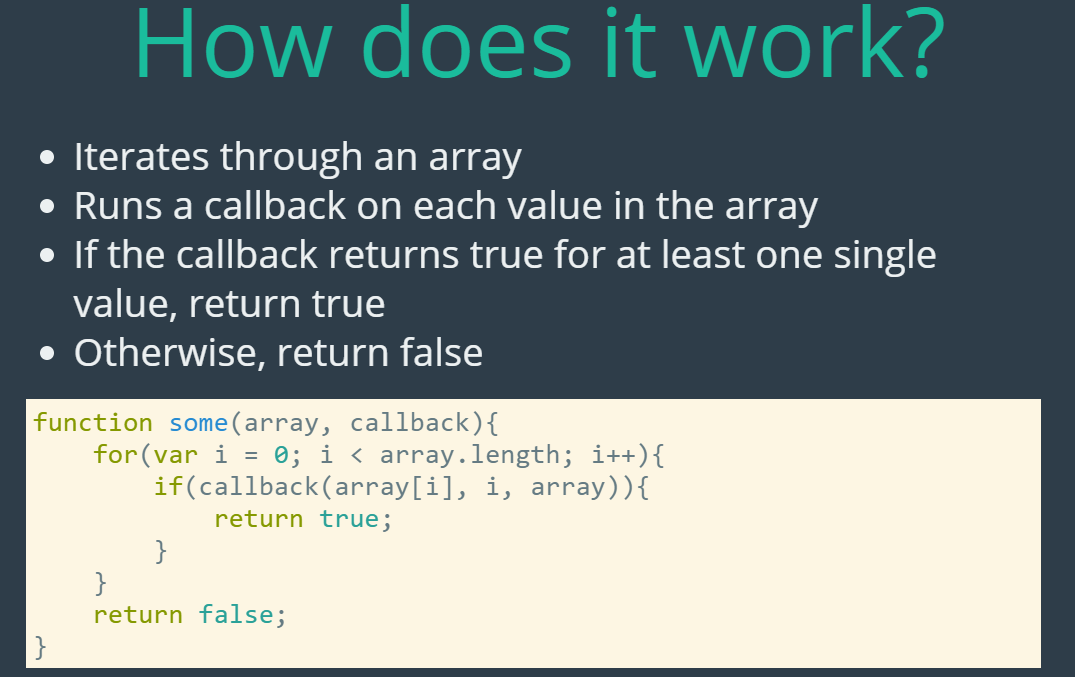 How does it work?
• Iterates through an array
• Runs a callback on each value in the array
• If the callback returns true for at least one single
value, return true
• Otherwise, return false
function some(array, callback){
    for(var i = 0; i < array.length; i++){
        if(callback(array[i], i, array)){
            return true;
        }
    }
    return false;
}